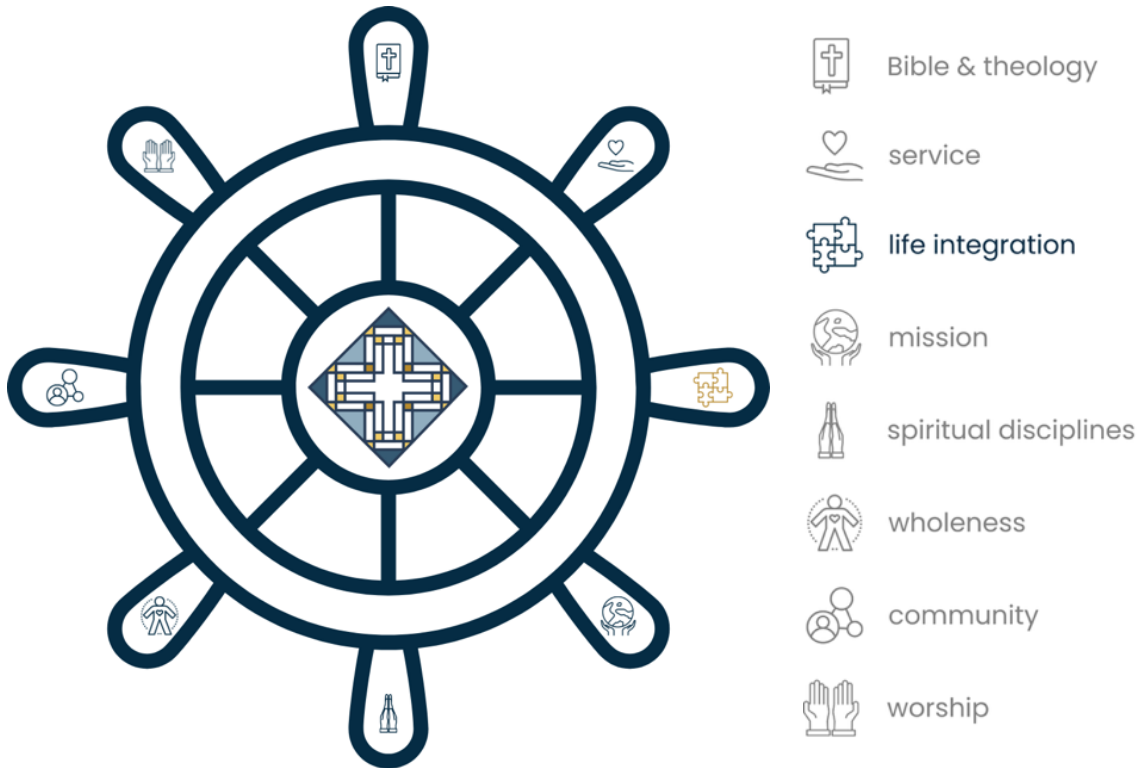 Bible & theology
service
life integration
mission
spiritual disciplines
wholeness
community
worship